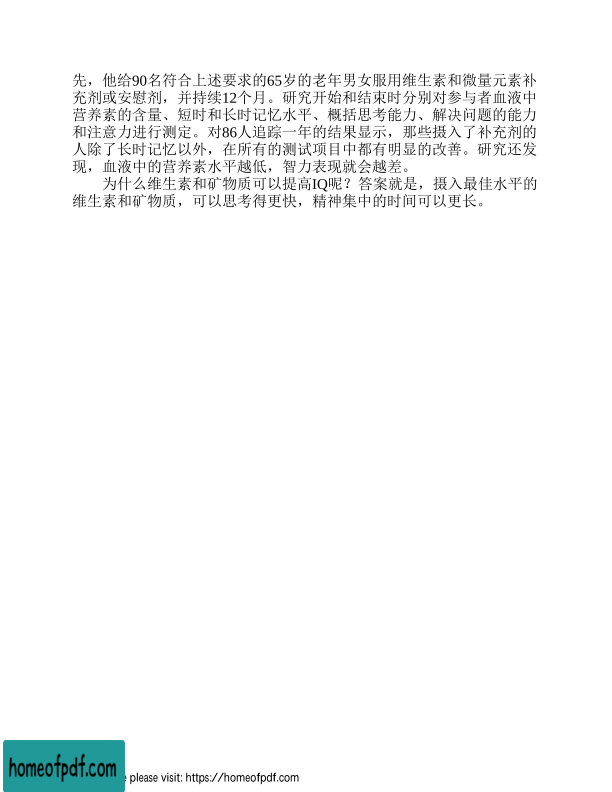 先，他给90名符合上述要求的65岁的老年男女服用维生素和微量元素补
充剂或安慰剂，并持续12个月。研究开始和结束时分别对参与者血液中
营养素的含量、短时和长时记忆水平、概括思考能力、解决问题的能力
和注意力进行测定。对86人追踪一年的结果显示，那些摄入了补充剂的
人除了长时记忆以外，在所有的测试项目中都有明显的改善。研究还发
现，血液中的营养素水平越低，智力表现就会越差。
为什么维生素和矿物质可以提高IQ呢？答案就是，摄入最佳水平的
维生素和矿物质，可以思考得更快，精神集中的时间可以更长。
homeofpdf.com
please visit: https://homeofpdf.com